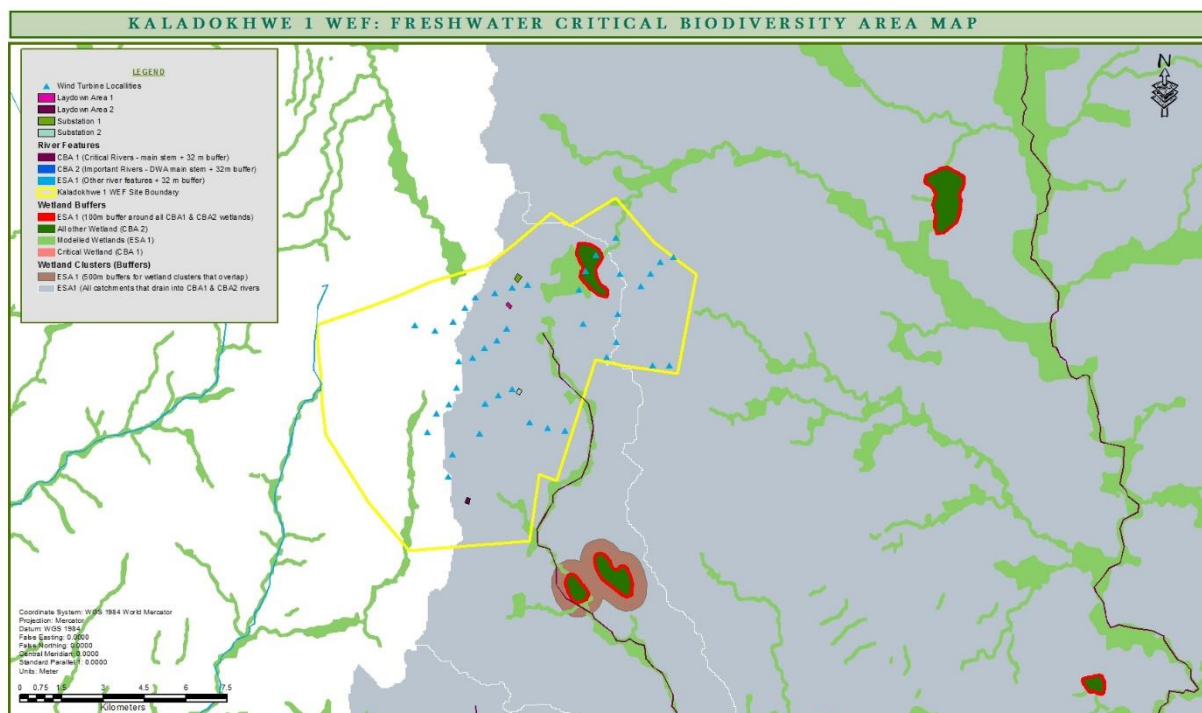 KALADOKHWE 1 WEF: FRESHWATER CRITICAL BIODIVERSITY AREA MAP
LEGEND
Wind Turbine Localities
Laydown Area 1
Laydown Area 2
Substation 1
Substation 2
River Features
CBA 1 (Critical Rivers - main stem + 32 m buffer)
CBA 2 (Important Rivers - DWA main stem + 32m buffer)
ESA 1 (Other river features + 32 m buffer)
Kaladokhwe 1 WEF Site Boundary
Wetland Buffers
ESA 1 (100m buffer around all CBA1 & CBA2 wetlands)
All other Wetland (CBA 2)
Modelled Wetlands (ESA 1)
Critical Wetland (CBA 1)
Wetland Clusters (Buffers)
ESA 1 (500m buffers for wetland clusters that overlap)
ESA1 (All catchments that drain into CBA1 & CBA2 rivers
N
Coordinate System: WGS 1984 World Mercator
Projection: Mercator
Datum: WGS 1984
False Easting: 0.0000
False Northing: 0.0000
Central Meridian: 0.0000
Standard Parallel 1: 0.0000
Units: Meter
0 0.75 1.5 3 4.5 6 7.5
Kilometers